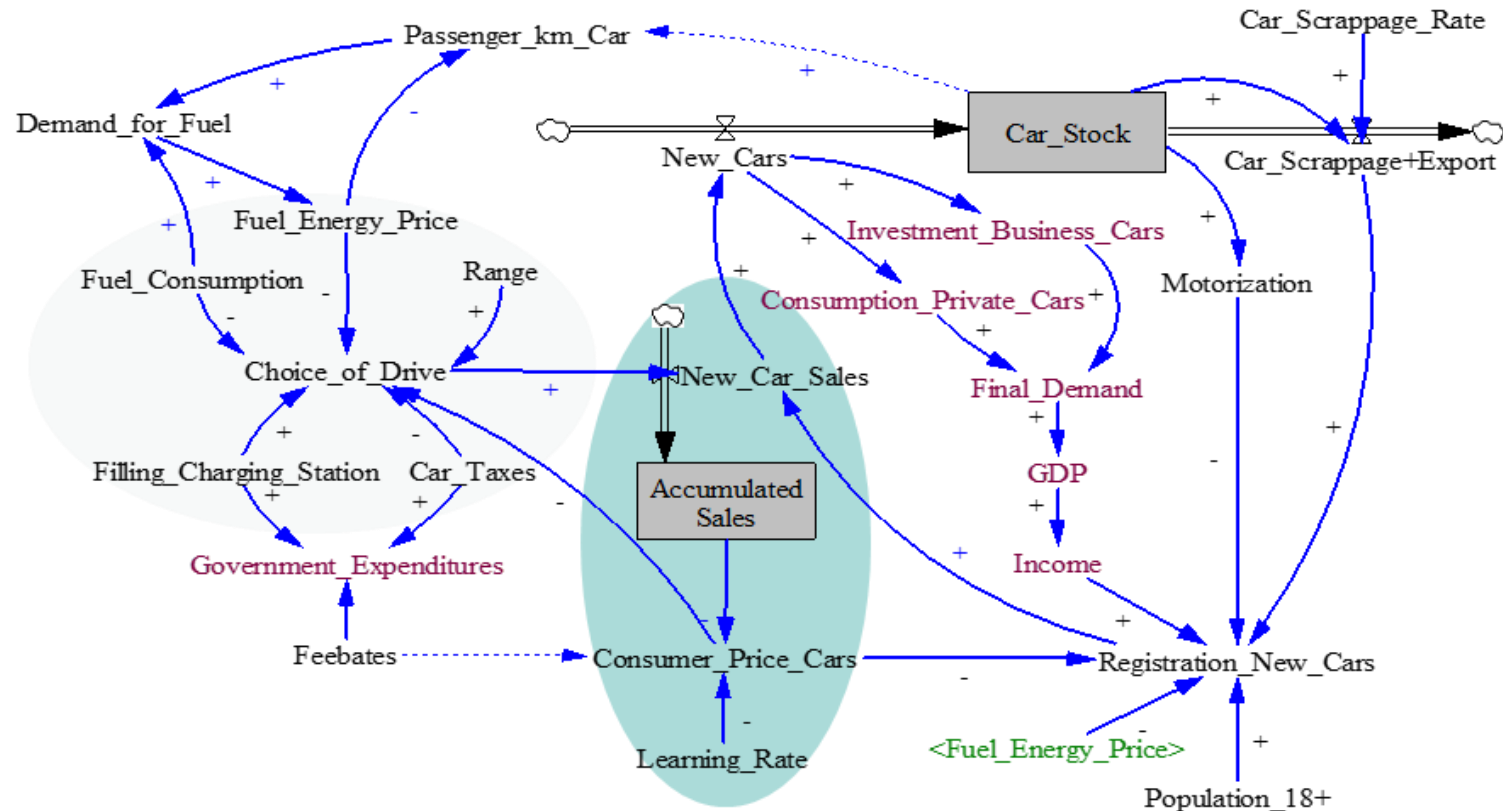 Car_Scrappage_Rate
Passenger_km_Car
+
+
+
+
-
Demand_for_Fuel
Car_Stock
New_Cars
Car_Scrappage+Export
+
+
+
Fuel_Energy_Price
+
+
Investment_Business_Cars
+
Range
Fuel_Consumption
-
+
-
+
Consumption_Private_Cars
+
Motorization
+
Choice_of_Drive
+
New_Car_Sales
Final_Demand
+
+
-
+
Filling_Charging_Station
Car_Taxes
-
GDP
-
+
+
Accumulated
Sales
+
Government_Expenditures
+
Income
-
+
Feebates
Consumer_Price_Cars
-
Registration_New_Cars
-
-
<Fuel_Energy_Price>
+
Learning_Rate
Population_18+